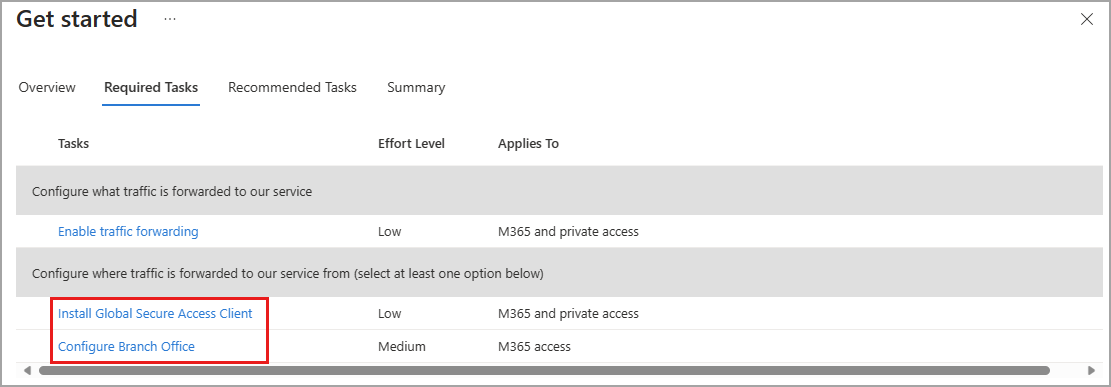 Get started ...
Overview Required Tasks Recommended Tasks Summary
Tasks Effort Level Applies To
Configure what traffic is forwarded to our service
Enable traffic forwarding Low M365 and private access
Configure where traffic is forwarded to our service from (select at least one option below)
Install Global Secure Access Client Low M365 and private access
Configure Branch Office Medium M365 access